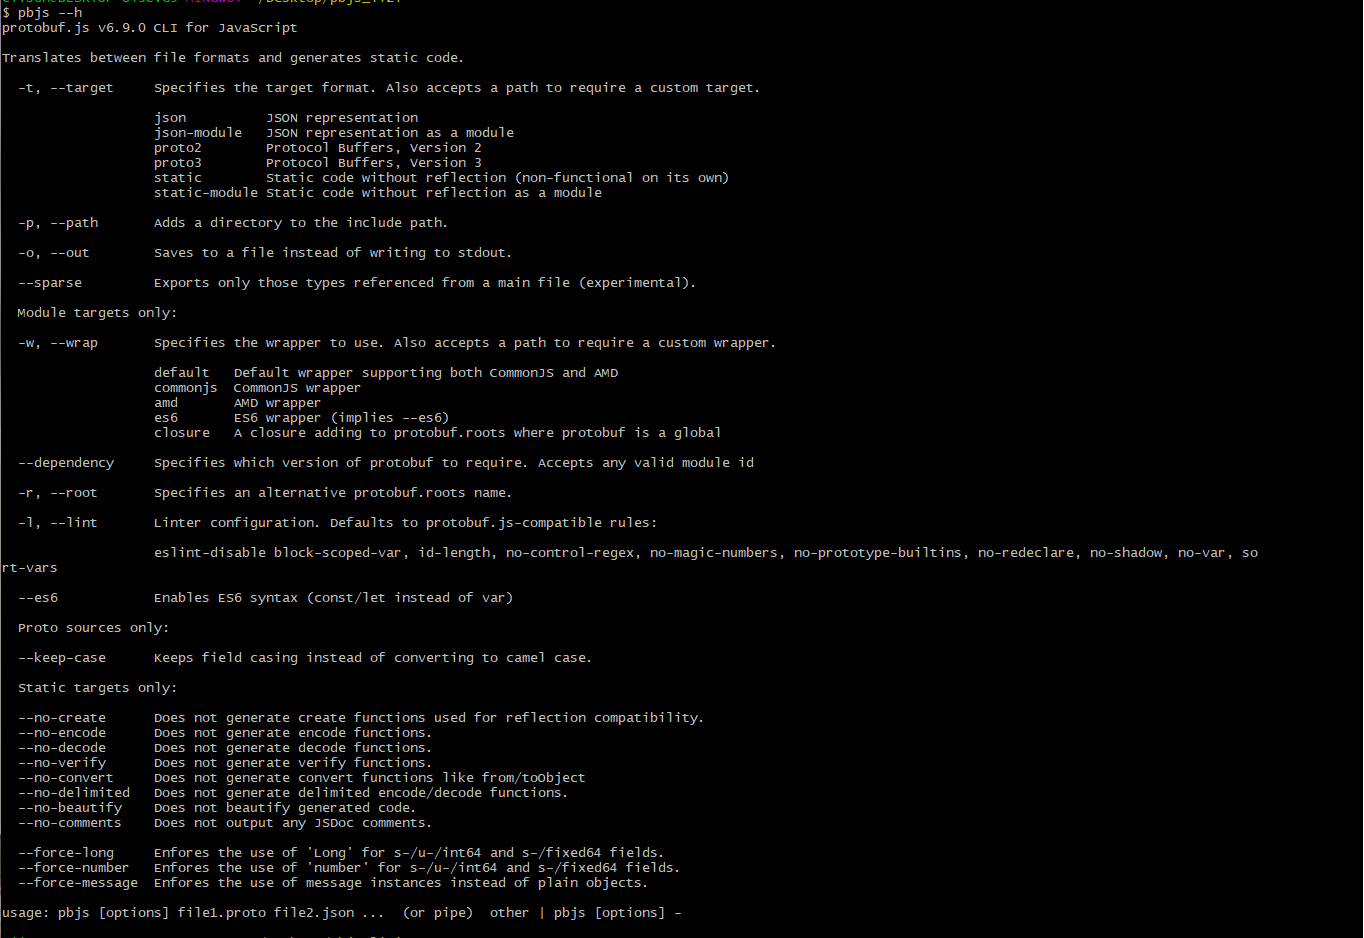 $ pbjs --h
protobuf.js v6.9.0 CLI for JavaScript
Translates between file formats and generates static code.
-t, --target     Specifies the target format. Also accepts a path to require a custom target.
json          JSON representation
json-module   JSON representation as a module
proto2        Protocol Buffers, Version 2
proto3        Protocol Buffers, Version 3
static        Static code without reflection (non-functional on its own)
static-module Static code without reflection as a module
-p, --path       Adds a directory to the include path.
-o, --out        Saves to a file instead of writing to stdout.
--sparse         Exports only those types referenced from a main file (experimental).
Module targets only:
-w, --wrap       Specifies the wrapper to use. Also accepts a path to require a custom wrapper.
default   Default wrapper supporting both CommonJS and AMD
commonjs  CommonJS wrapper
amd       AMD wrapper
es6       ES6 wrapper (implies --es6)
closure   A closure adding to protobuf.roots where protobuf is a global
--dependency     Specifies which version of protobuf to require. Accepts any valid module id
-r, --root       Specifies an alternative protobuf.roots name.
-l, --lint       Linter configuration. Defaults to protobuf.js-compatible rules:
eslint-disable block-scoped-var, id-length, no-control-regex, no-magic-numbers, no-prototype-builtins, no-redeclare, no-shadow, no-var, so
rt-vars
--es6            Enables ES6 syntax (const/let instead of var)
Proto sources only:
--keep-case      Keeps field casing instead of converting to camel case.
Static targets only:
--no-create      Does not generate create functions used for reflection compatibility.
--no-encode      Does not generate encode functions.
--no-decode      Does not generate decode functions.
--no-verify      Does not generate verify functions.
--no-convert     Does not generate convert functions like from/toObject
--no-delimited   Does not generate delimited encode/decode functions.
--no-beautify    Does not beautify generated code.
--no-comments    Does not output any JSDoc comments.
--force-long     Enfores the use of 'Long' for s-/u-/int64 and s-/fixed64 fields.
--force-number   Enfores the use of 'number' for s-/u-/int64 and s-/fixed64 fields.
--force-message  Enfores the use of message instances instead of plain objects.
usage: pbjs [options] file1.proto file2.json ...  (or pipe)  other | pbjs [options] -